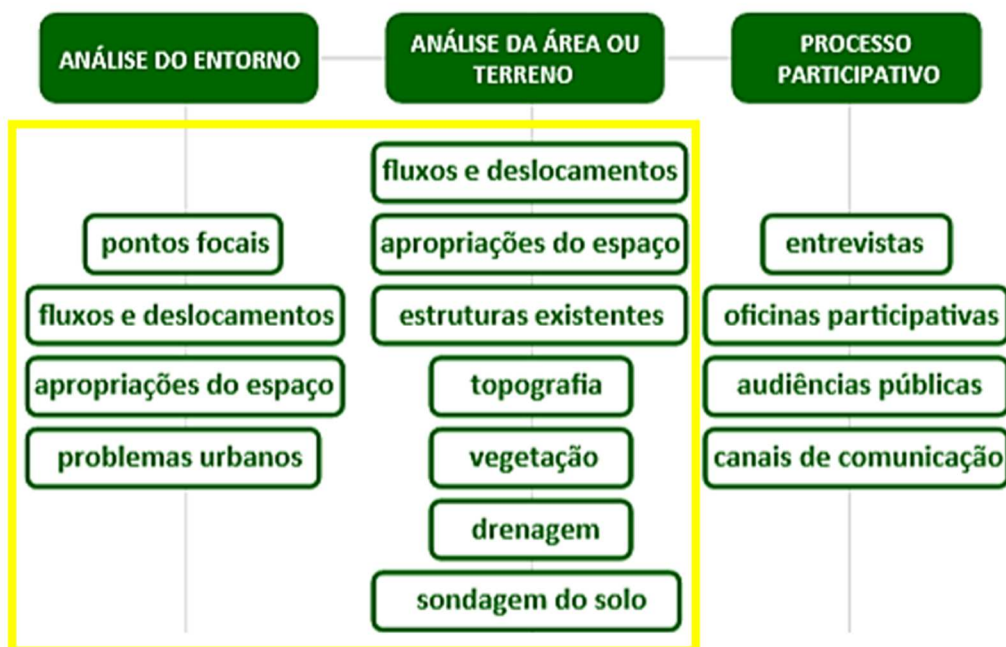 ANÁLISE DO ENTORNO
ANÁLISE DA ÁREA OU
TERRENO
PROCESSO
PARTICIPATIVO
pontos focais
fluxos e deslocamentos
apropriações do espaço
problemas urbanos
fluxos e deslocamentos
apropriações do espaço
estruturas existentes
topografia
vegetação
drenagem
sondagem do solo
entrevistas
oficinas participativas
audiências públicas
canais de comunicação